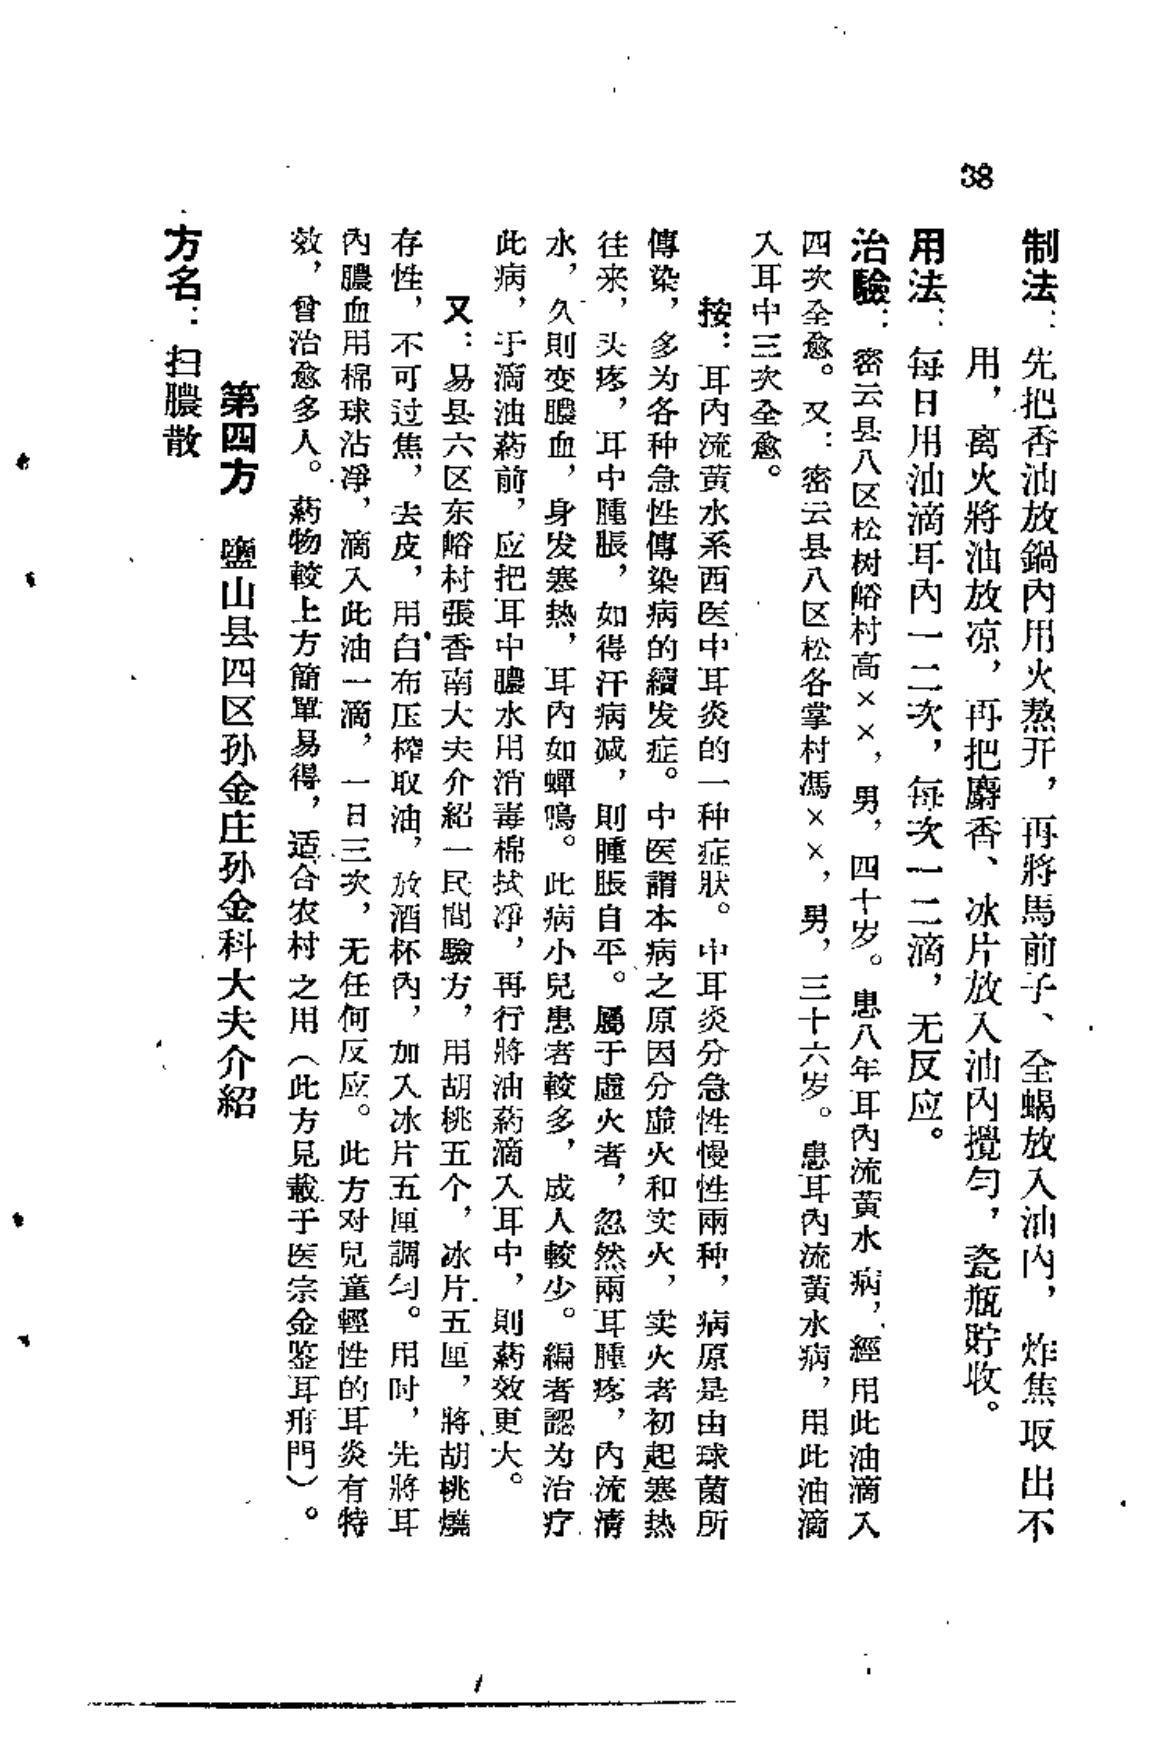 38
制法：先把香油放鍋內用火熬开，再將馬前子、全蝎放入油內，炸焦取出不
用，离火將油放凉，再把麝香、冰片放入油內攪匀，瓷瓶貯收。
用法：每日用油滴耳內一二次，每次一二滴，无反应。
治驗：密云县八区松树峪村高××，男，四十岁。患八年耳內流黃水病，經用此油滴入
四次全愈。又：密云县八区松各掌村馮××，男，三十六岁。患耳內流黃水病，用此油滴
入耳中三次全愈。
按：耳內流黃水系西医中耳炎的一种症狀。中耳炎分急性慢性兩种，病原是由球菌所
傳染，多为各种急性傳染病的續发症。中医謂本病之原因分虛火和实火，实火者初起寒热
往来，头疼，耳中腫脹，如得汗病减，則腫脹自平。屬于虛火者，忽然兩耳腫疼，內流清
水，久則变膿血，身发寒热，耳內如蟬鳴。此病小兒患者較多，成人較少。編者認为治疗
此病，于滴油葯前，应把耳中膿水用消毒棉拭净，再行將油葯滴入耳中，則葯效更大。
又：易县六区东峪村張香南大夫介紹一民間驗方，用胡桃五个，冰片五厘，將胡桃燒
存性，不可过焦，去皮，用白布压榨取油，放酒杯內，加入冰片五厘調匀。用时，先將耳
內膿血用棉球沾凈，滴入此油一滴，一日三次，无任何反应。此方对兒童輕性的耳炎有特
效，曾治愈多人。葯物較上方簡單易得，适合农村之用（此方見載于医宗金鉴耳疳門）。
第四方　鹽山县四区孙金庄孙金科大夫介紹
方名：扫膿散